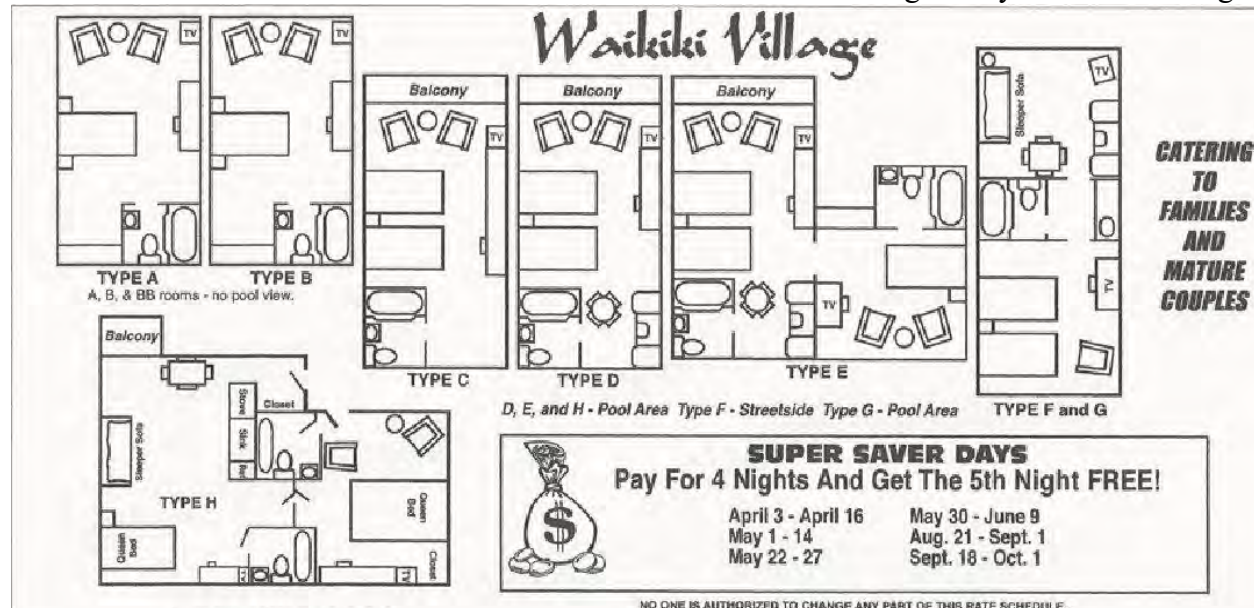 Waikiki Village
TV
TV
Balcony
TV
Balcony
TV
Balcony
TV
TV
Sleeper Sofa
TV
TV
CATERING
TO
FAMILIES
AND
MATURE
COUPLES
TYPE A
TYPE B
A, B, & BB rooms - no pool view.
TYPE C
TYPE D
TYPE E
TYPE F and G
D, E, and H - Pool Area Type F - Streetside Type G - Pool Area
Balcony
Stove
Closet
Sink
Sleeper Sofa
TYPE H
Queen Bed
Queen Bed
Closet
TV
TV
SUPER SAVER DAYS
Pay For 4 Nights And Get The 5th Night FREE!
$
April 3 - April 16
May 30 - June 9
May 1 - 14
Aug. 21 - Sept. 1
May 22 - 27
Sept. 18 - Oct. 1
NO ONE IS AUTHORIZED TO CHANGE ANY PART OF THIS RATE SCHEDULE